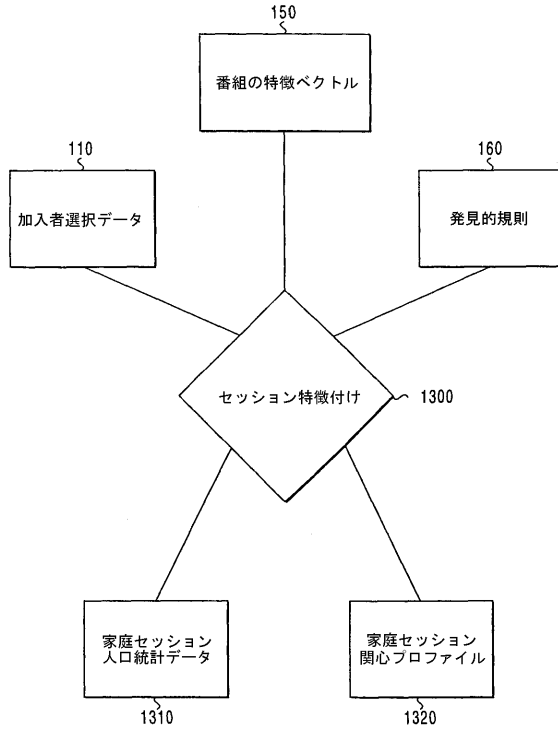 150
番組の特徴ベクトル
110
加入者選択データ
160
発見的規則
セッション特徴付け
1300
家庭セッション
人口統計データ
1310
家庭セッション
関心プロファイル
1320